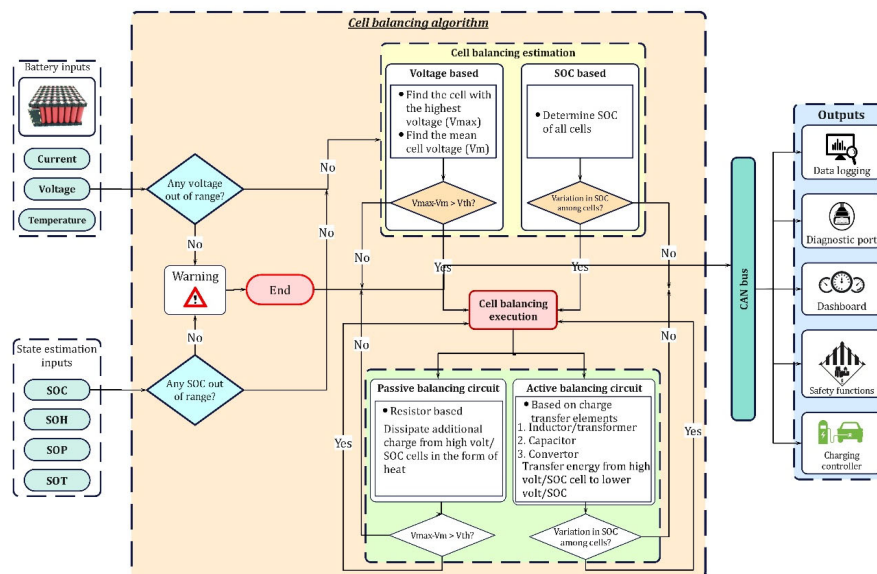 Cell balancing algorithm
Battery inputs
Current
Voltage
Temperature
State estimation
inputs
SOC
SOH
SOP
SOT
Any voltage
out of range?
No
No
Warning
End
No
No
Any SOC out
of range?
Cell balancing estimation
Voltage based
• Find the cell with
the highest
voltage (Vmax)
• Find the mean
cell voltage (Vm)
Vmax-Vm > Vth?
SOC based
• Determine SOC
of all cells
Variation in SOC
among cells?
No
Yes
Yes
No
Cell balancing
execution
No
No
Passive balancing circuit
• Resistor based
Dissipate additional
charge from high volt/
SOC cells in the form of
heat
Vmax-Vm > Vth?
Yes
Active balancing circuit
• Based on charge
transfer elements
1. Inductor/transformer
2. Capacitor
3. Convertor
Transfer energy from high
volt/SOC cell to lower
volt/SOC
Variation in SOC
among cells?
Yes
CAN bus
Outputs
Data logging
Diagnostic port
Dashboard
Safety functions
Charging
controller